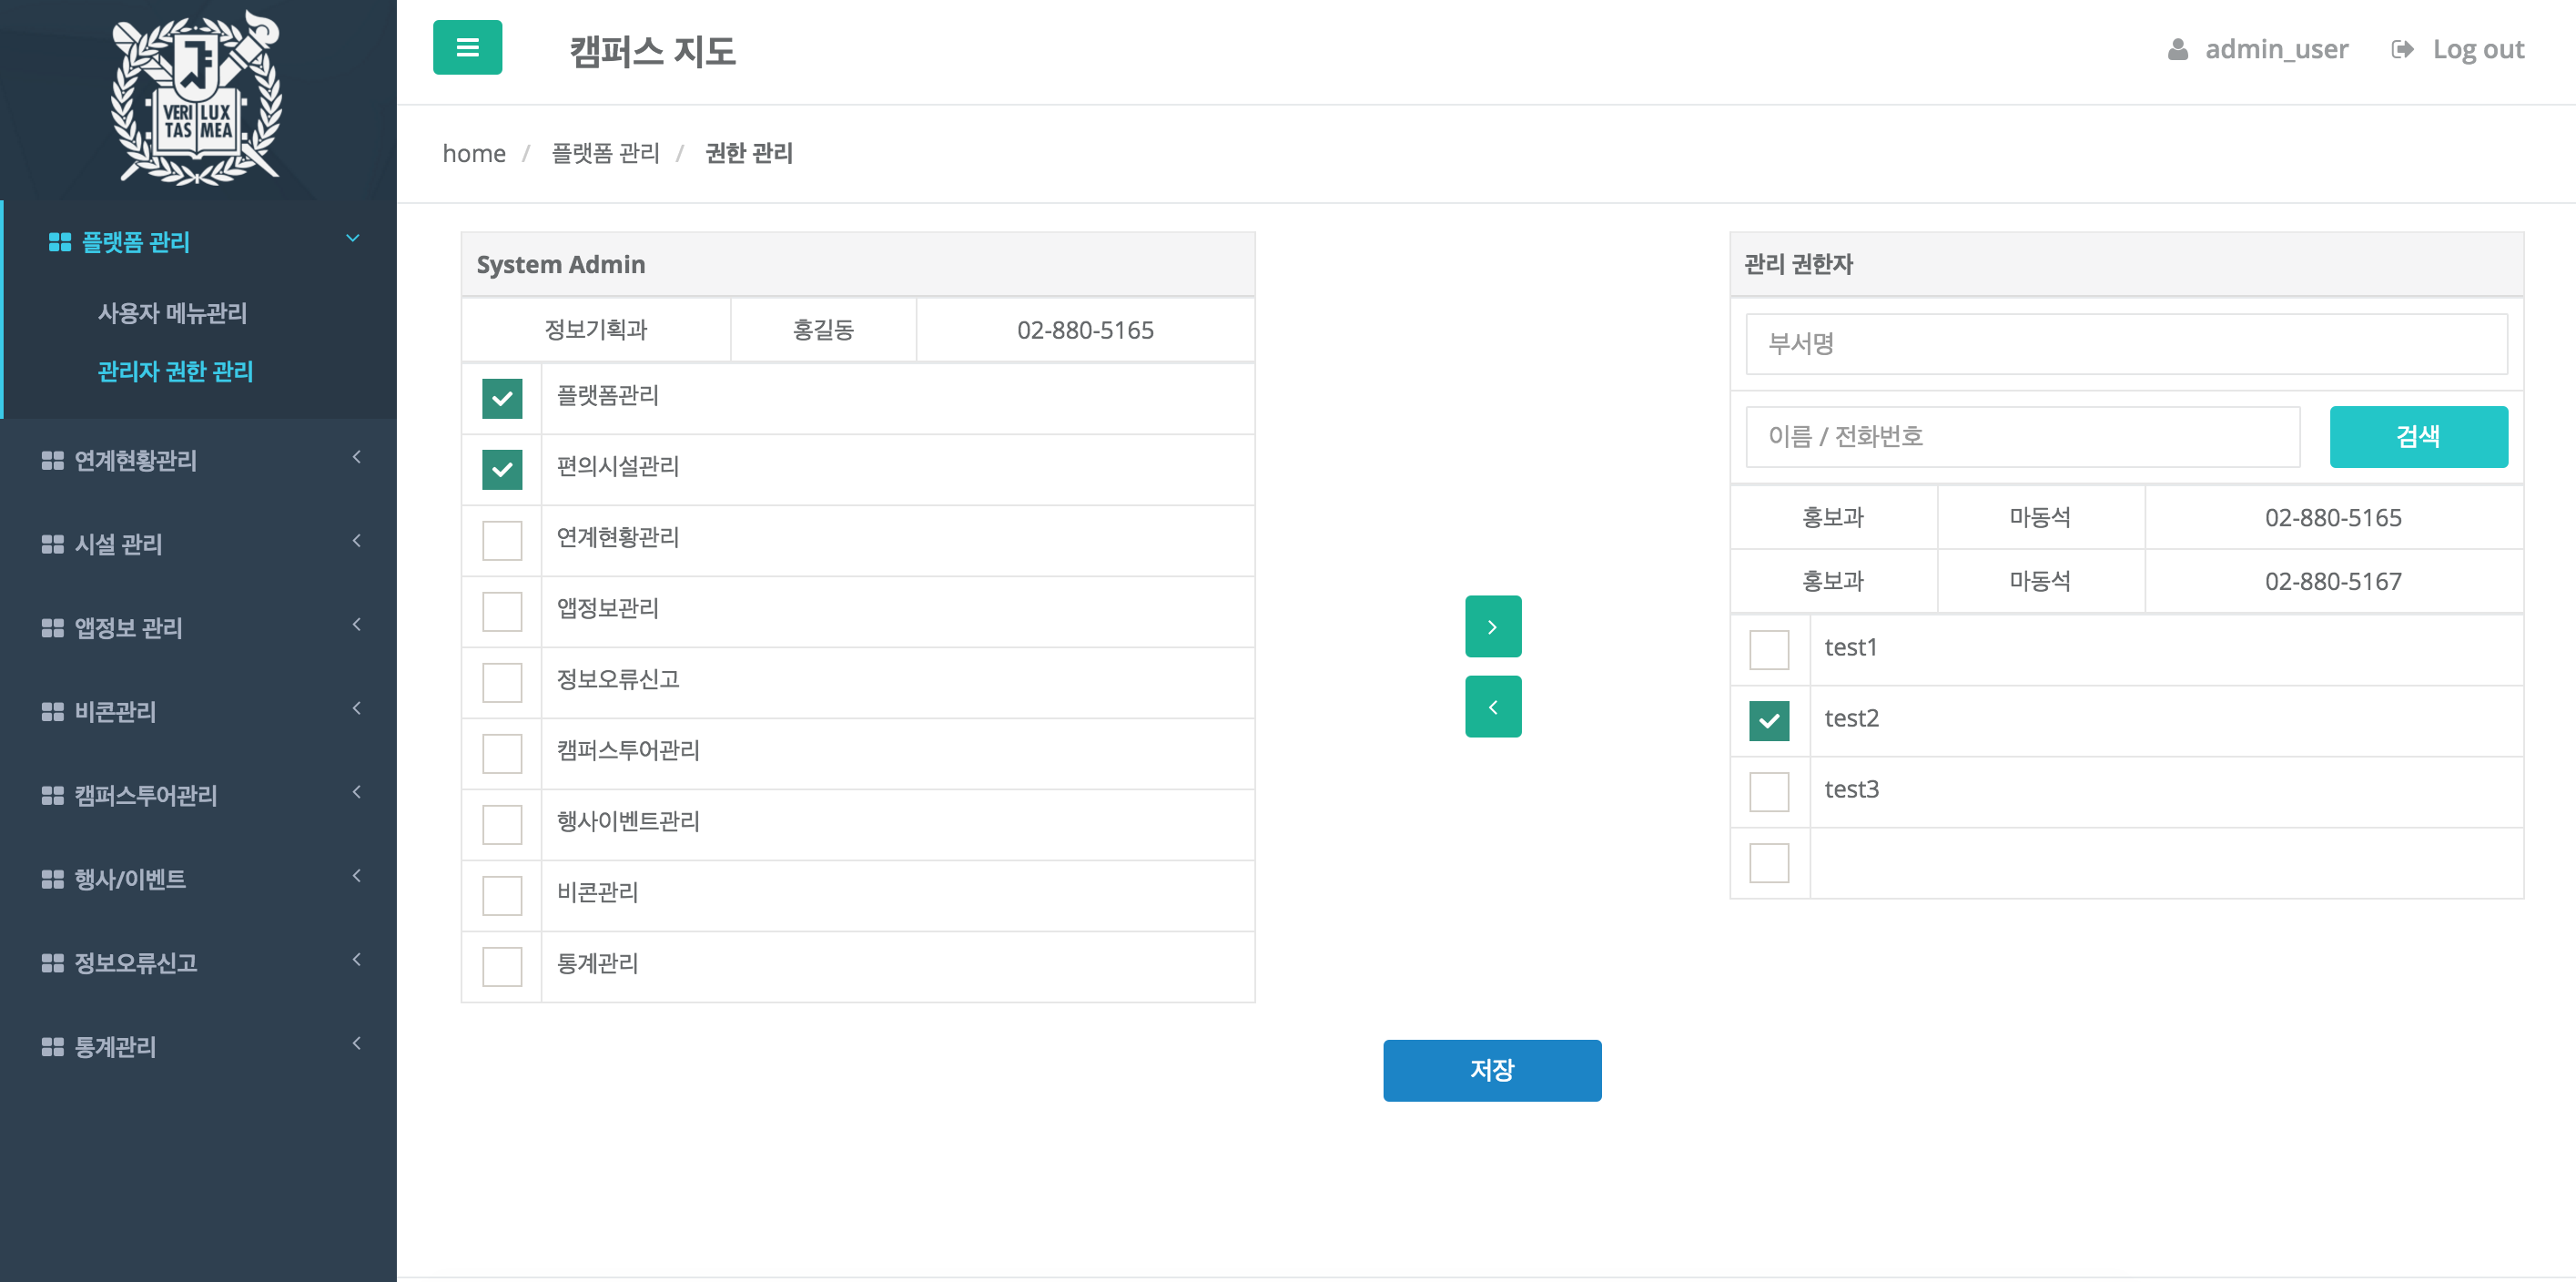 VERI LUX
TAS MEA
플랫폼 관리
사용자 메뉴관리
관리자 권한 관리
연계현황관리
시설 관리
앱정보 관리
비콘관리
캠퍼스투어관리
행사/이벤트
정보오류신고
통계관리
캠퍼스 지도
admin_user
Log out
home / 플랫폼 관리 / 권한 관리
System Admin
정보기획과 홍길동 02-880-5165
플랫폼관리
편의시설관리
연계현황관리
앱정보관리
정보오류신고
캠퍼스투어관리
행사이벤트관리
비콘관리
통계관리
관리 권한자
부서명
이름 / 전화번호
검색
홍보과 마동석 02-880-5165
홍보과 마동석 02-880-5167
test1
test2
test3
저장